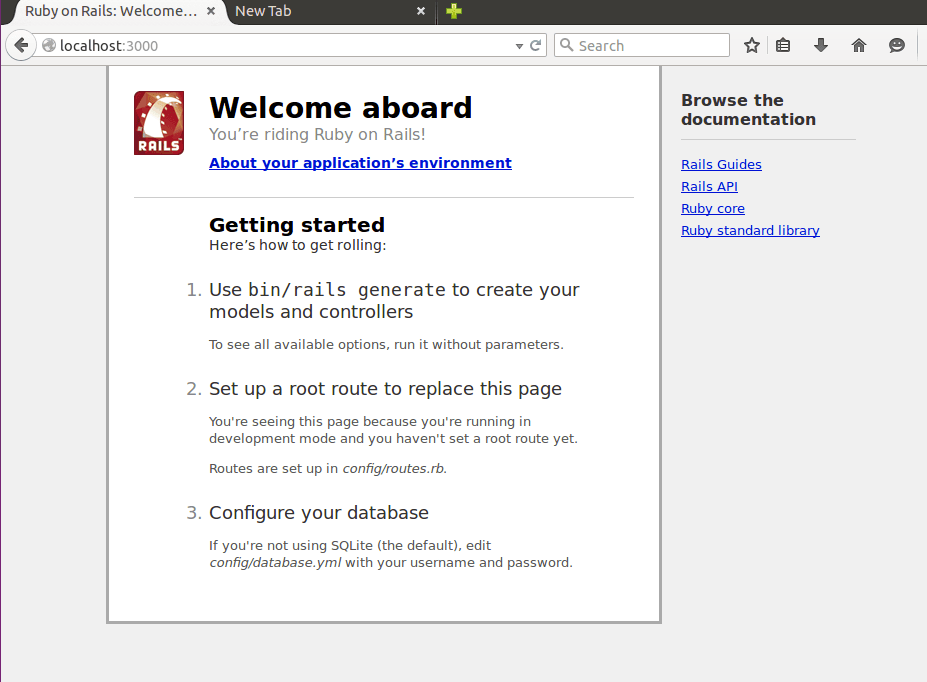 Ruby on Rails: Welcome...
New Tab
localhost:3000
Search
RAILS
Welcome aboard
You’re riding Ruby on Rails!
About your application’s environment
Getting started
Here’s how to get rolling:
1. Use bin/rails generate to create your
models and controllers
To see all available options, run it without parameters.
2. Set up a root route to replace this page
You're seeing this page because you're running in
development mode and you haven't set a root route yet.
Routes are set up in config/routes.rb.
3. Configure your database
If you're not using SQLite (the default), edit
config/database.yml with your username and password.
Browse the
documentation
Rails Guides
Rails API
Ruby core
Ruby standard library